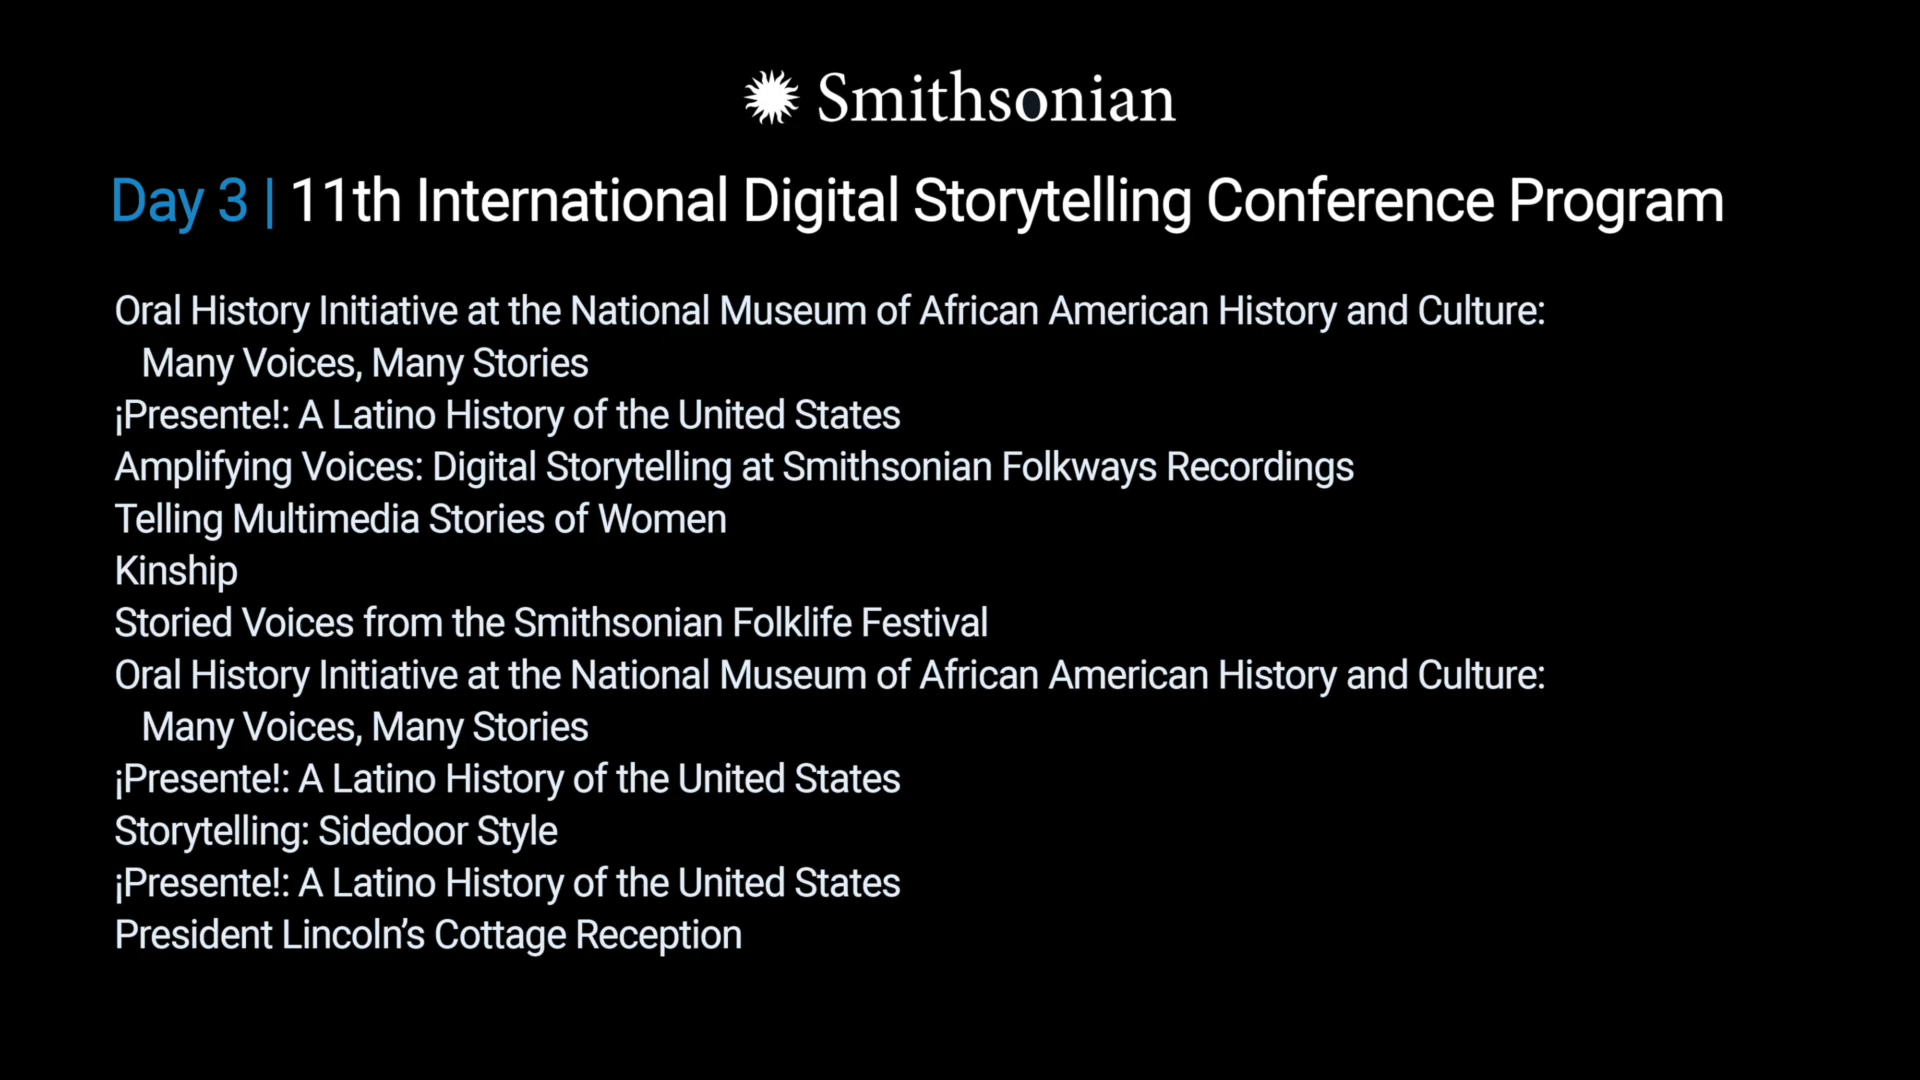 Smithsonian
Day 3 | 11th International Digital Storytelling Conference Program
Oral History Initiative at the National Museum of African American History and Culture:
Many Voices, Many Stories
¡Presente!: A Latino History of the United States
Amplifying Voices: Digital Storytelling at Smithsonian Folkways Recordings
Telling Multimedia Stories of Women
Kinship
Storied Voices from the Smithsonian Folklife Festival
Oral History Initiative at the National Museum of African American History and Culture:
Many Voices, Many Stories
¡Presente!: A Latino History of the United States
Storytelling: Sidedoor Style
¡Presente!: A Latino History of the United States
President Lincoln’s Cottage Reception